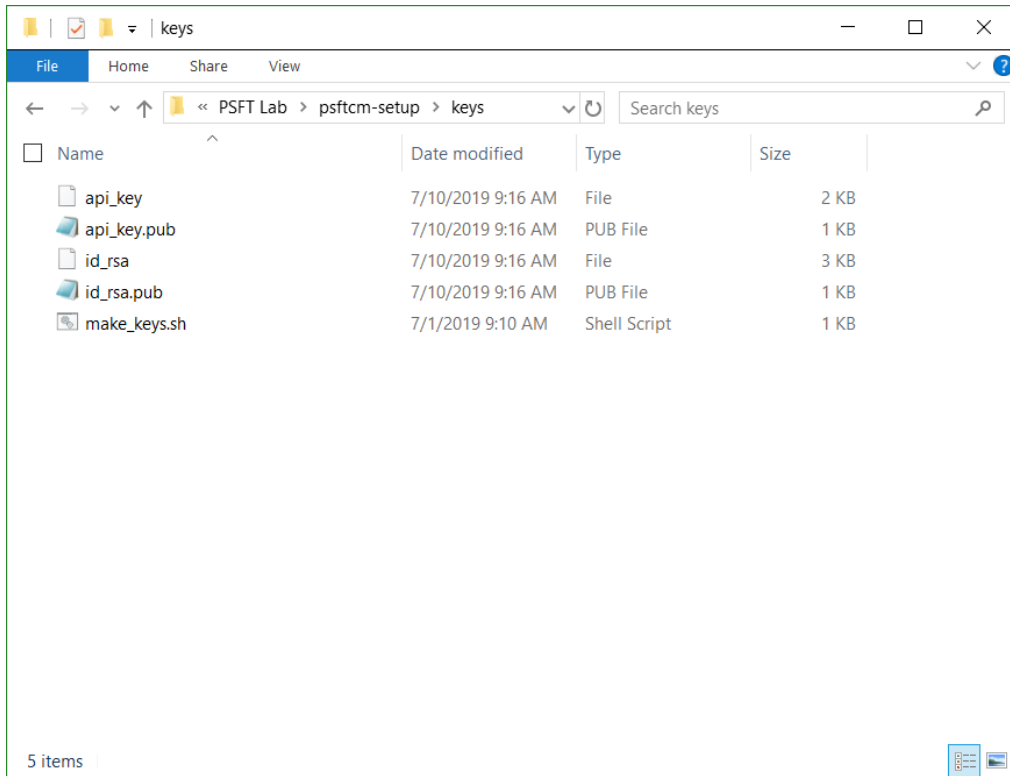 keys
File Home Share View
« PSFT Lab > psftcm-setup > keys Search keys
Name Date modified Type Size
api_key 7/10/2019 9:16 AM File 2 KB
api_key.pub 7/10/2019 9:16 AM PUB File 1 KB
id_rsa 7/10/2019 9:16 AM File 3 KB
id_rsa.pub 7/10/2019 9:16 AM PUB File 1 KB
make_keys.sh 7/1/2019 9:10 AM Shell Script 1 KB
5 items